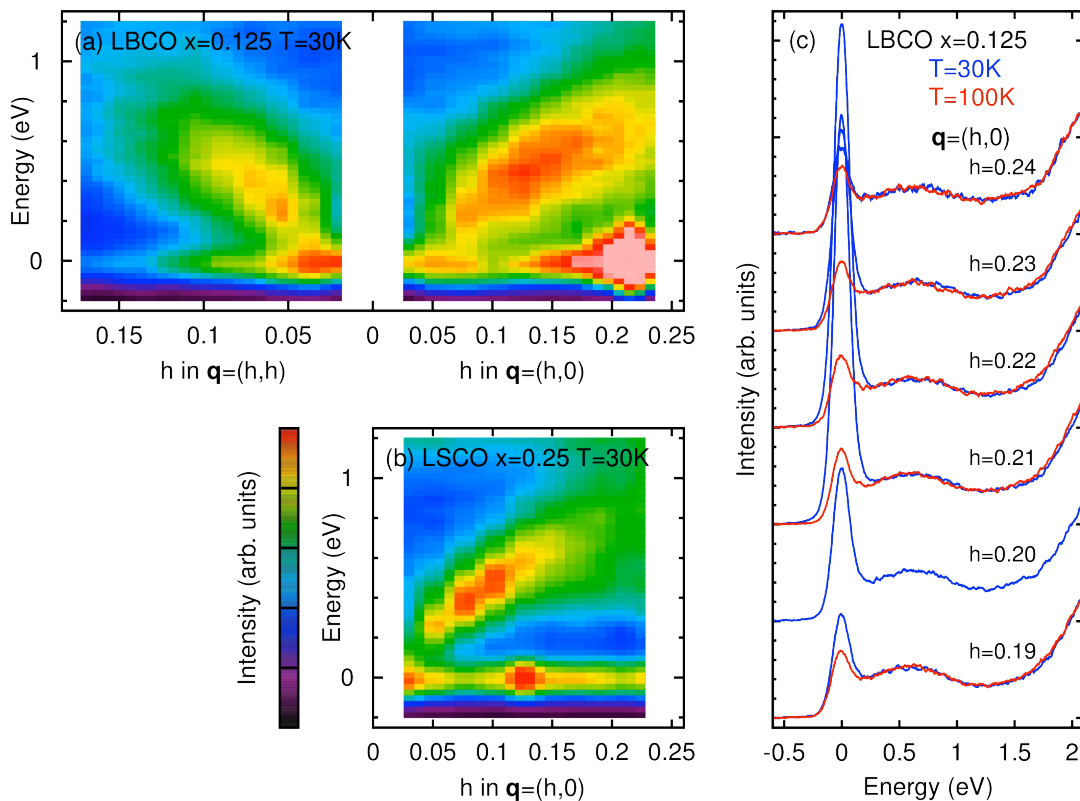 (a) LBCO x=0.125 T=30K
1
0
Energy (eV)
0.15
0.1
0.05
0
0.05
0.1
0.15
0.2
0.25
h in q=(h,h)
h in q=(h,0)
(b) LSCO x=0.25 T=30K
Intensity (arb. units)
Energy (eV)
1
0
0
0.05
0.1
0.15
0.2
0.25
h in q=(h,0)
(c)
LBCO x=0.125
T=30K
T=100K
q=(h,0)
h=0.24
h=0.23
h=0.22
h=0.21
h=0.20
h=0.19
Intensity (arb. units)
-0.5
0
0.5
1
1.5
2
Energy (eV)